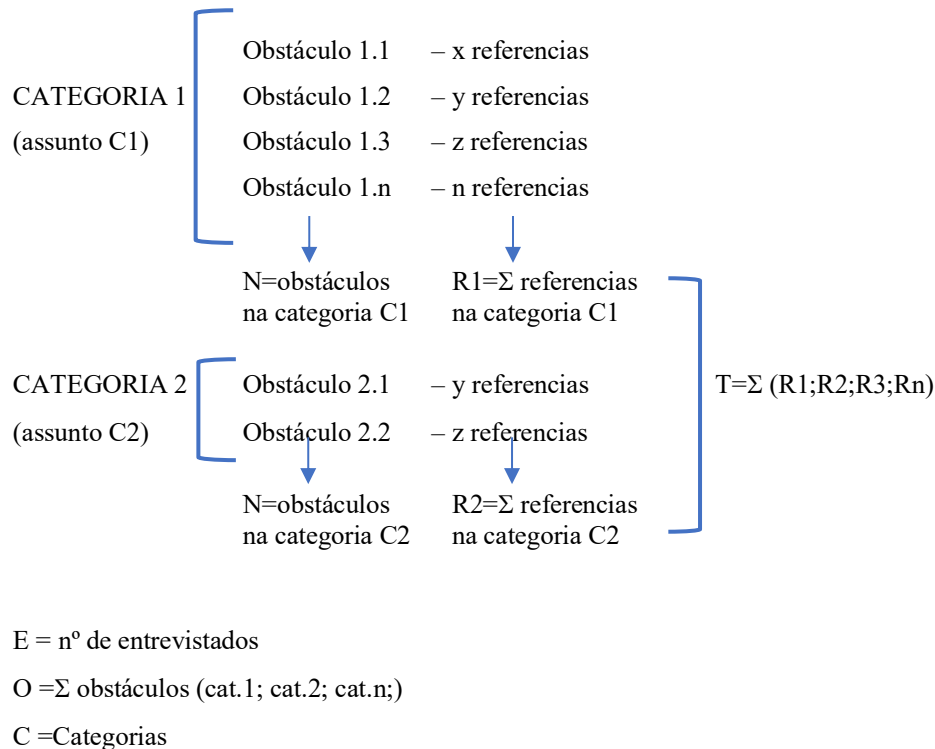 Obstáculo 1.1 – x referencias
CATEGORIA 1 Obstáculo 1.2 – y referencias
(assunto C1) Obstáculo 1.3 – z referencias
Obstáculo 1.n – n referencias
N=obstáculos R1=Σ referencias
na categoria C1 na categoria C1
CATEGORIA 2 Obstáculo 2.1 – y referencias T=Σ (R1;R2;R3;Rn)
(assunto C2) Obstáculo 2.2 – z referencias
N=obstáculos R2=Σ referencias
na categoria C2 na categoria C2
E = nº de entrevistados
O =Σ obstáculos (cat.1; cat.2; cat.n;)
C =Categorias